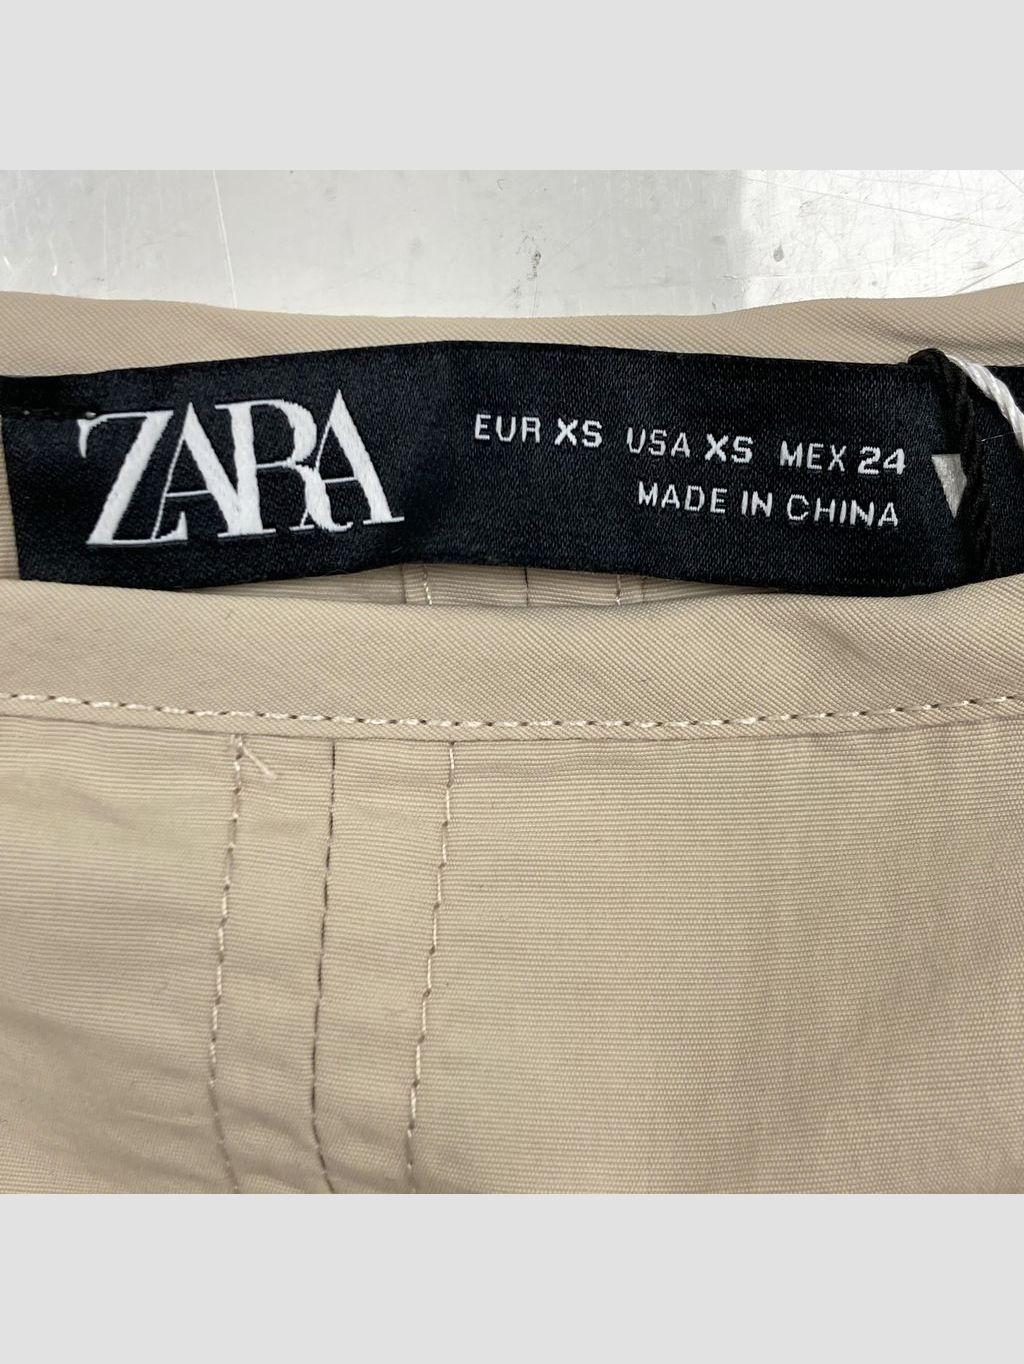 ZARA
EUR XS USA XS MEX 24
MADE IN CHINA